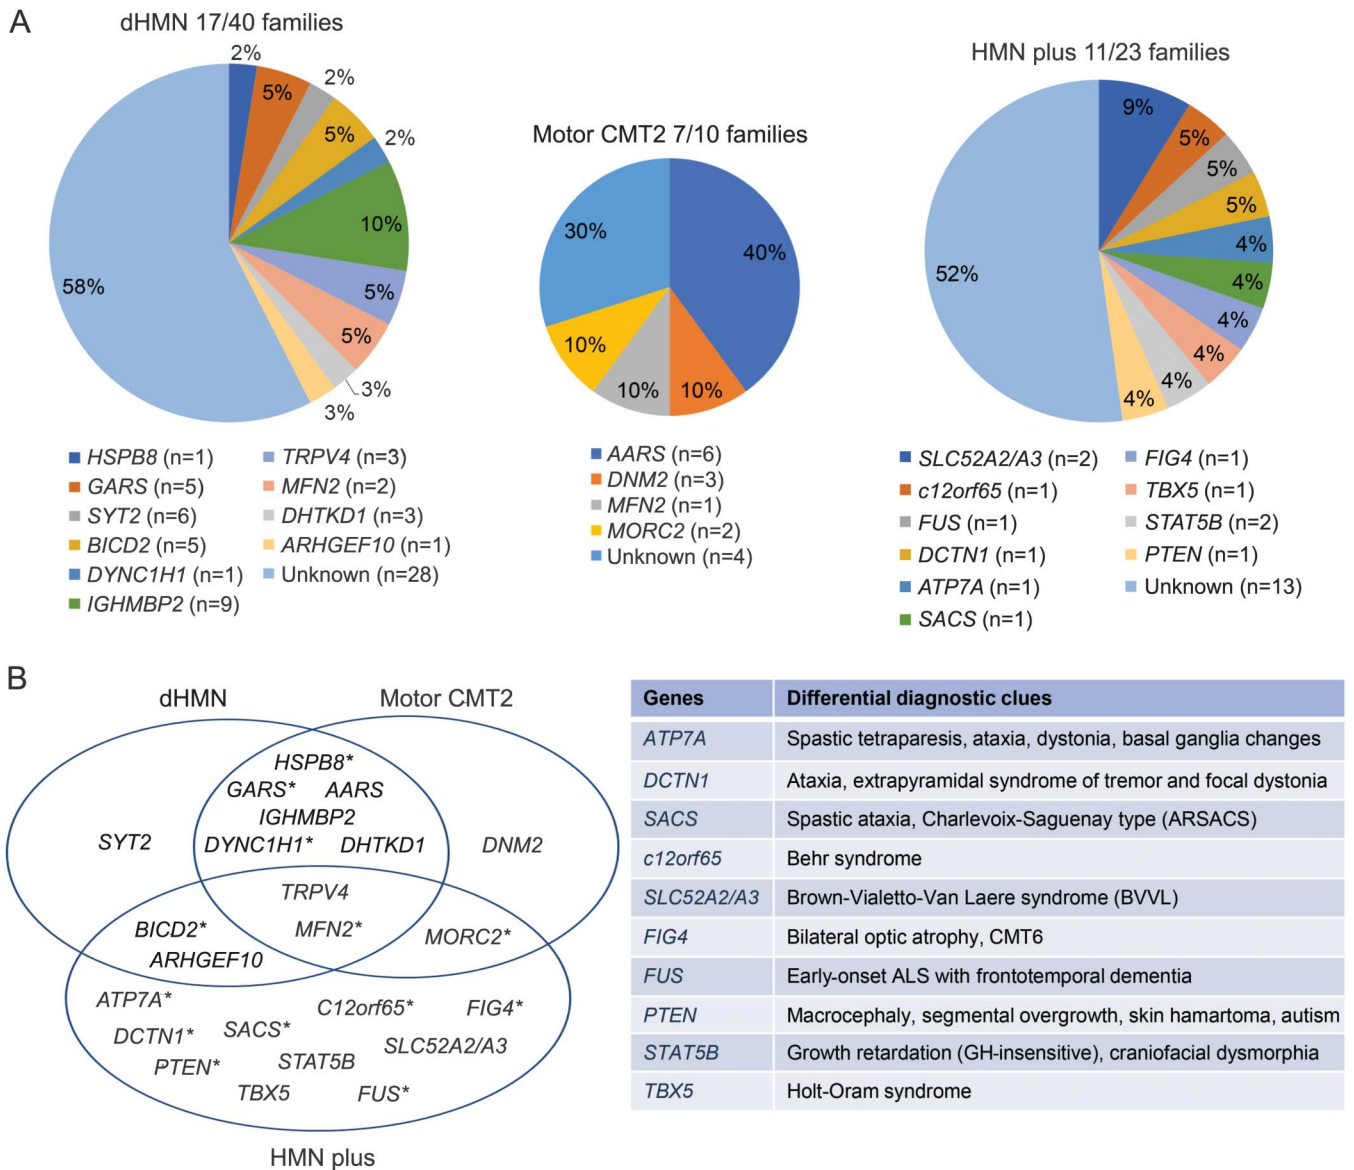 A
dHMN 17/40 families
2%
5%
2%
5%
2%
10%
5%
5%
3%
3%
58%
HSPB8 (n=1)
GARS (n=5)
SYT2 (n=6)
BICD2 (n=5)
DYNC1H1 (n=1)
IGHMBP2 (n=9)
TRPV4 (n=3)
MFN2 (n=2)
DHTKD1 (n=3)
ARHGEF10 (n=1)
Unknown (n=28)
Motor CMT2 7/10 families
40%
10%
10%
10%
30%
AARS (n=6)
DNM2 (n=3)
MFN2 (n=1)
MORC2 (n=2)
Unknown (n=4)
HMN plus 11/23 families
9%
5%
5%
5%
4%
4%
4%
4%
4%
4%
52%
SLC52A2/A3 (n=2)
c12orf65 (n=1)
FUS (n=1)
DCTN1 (n=1)
ATP7A (n=1)
SACS (n=1)
FIG4 (n=1)
TBX5 (n=1)
STAT5B (n=2)
PTEN (n=1)
Unknown (n=13)
B
dHMN
Motor CMT2
HSPB8*
GARS* AARS
IGHMBP2
DYNC1H1* DHTKD1
SYT2
DNM2
TRPV4
MFN2*
BICD2*
ARHGEF10
MORC2*
ATP7A*
C12orf65*
FIG4*
DCTN1*
SACS*
SLC52A2/A3
PTEN*
STAT5B
TBX5
FUS*
HMN plus
Genes Differential diagnostic clues
ATP7A Spastic tetraparesis, ataxia, dystonia, basal ganglia changes
DCTN1 Ataxia, extrapyramidal syndrome of tremor and focal dystonia
SACS Spastic ataxia, Charlevoix-Saguenay type (ARSACS)
c12orf65 Behr syndrome
SLC52A2/A3 Brown-Vialetto-Van Laere syndrome (BVVL)
FIG4 Bilateral optic atrophy, CMT6
FUS Early-onset ALS with frontotemporal dementia
PTEN Macrocephaly, segmental overgrowth, skin hamartoma, autism
STAT5B Growth retardation (GH-insensitive), craniofacial dysmorphia
TBX5 Holt-Oram syndrome